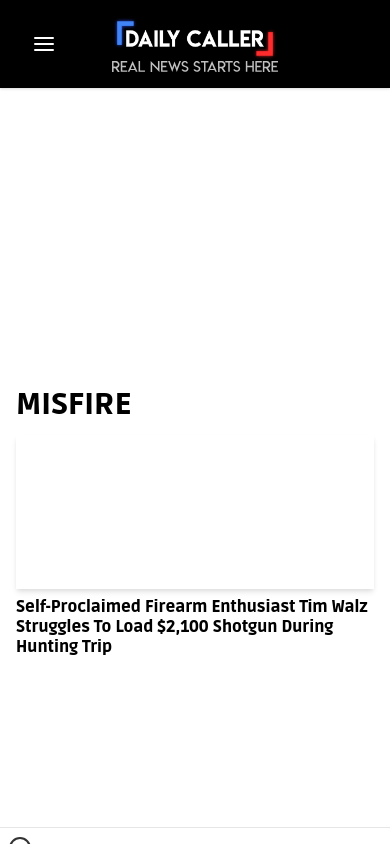 DAILY CALLER
REAL NEWS STARTS HERE
MISFIRE
Self-Proclaimed Firearm Enthusiast Tim Walz
Struggles To Load $2,100 Shotgun During
Hunting Trip